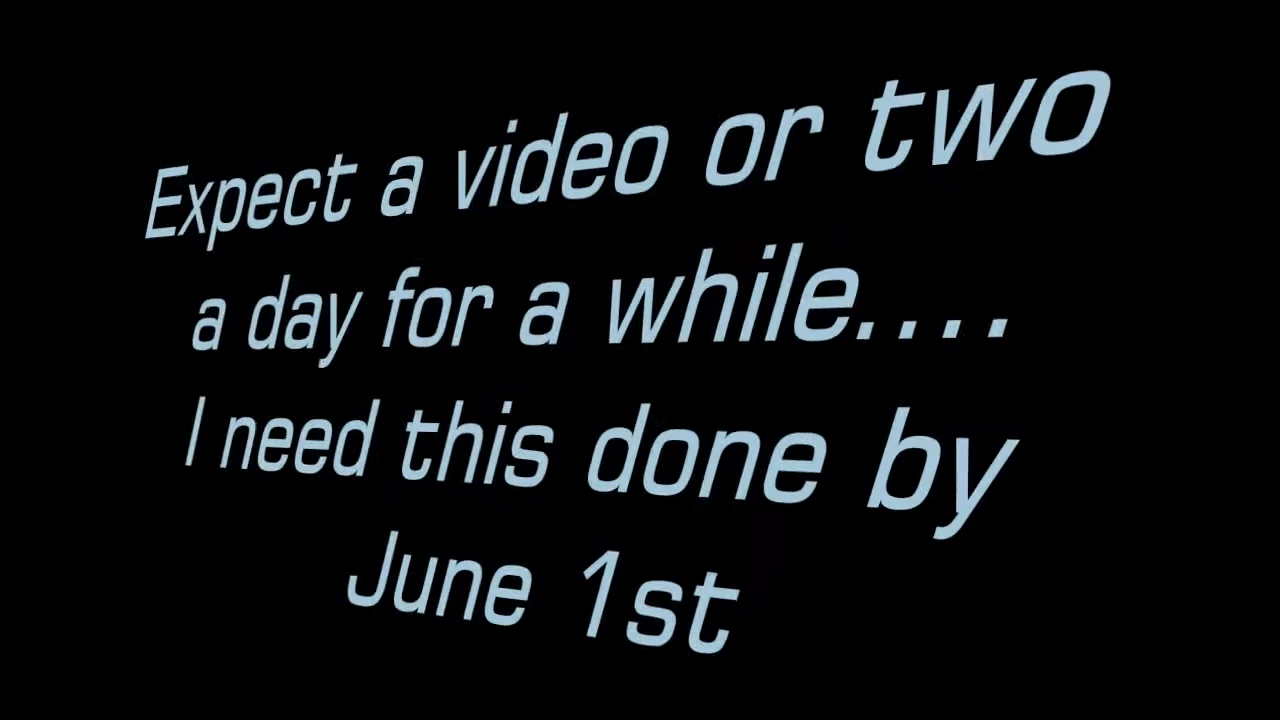 Expect a video or two
a day for a while....
I need this done by
June 1st